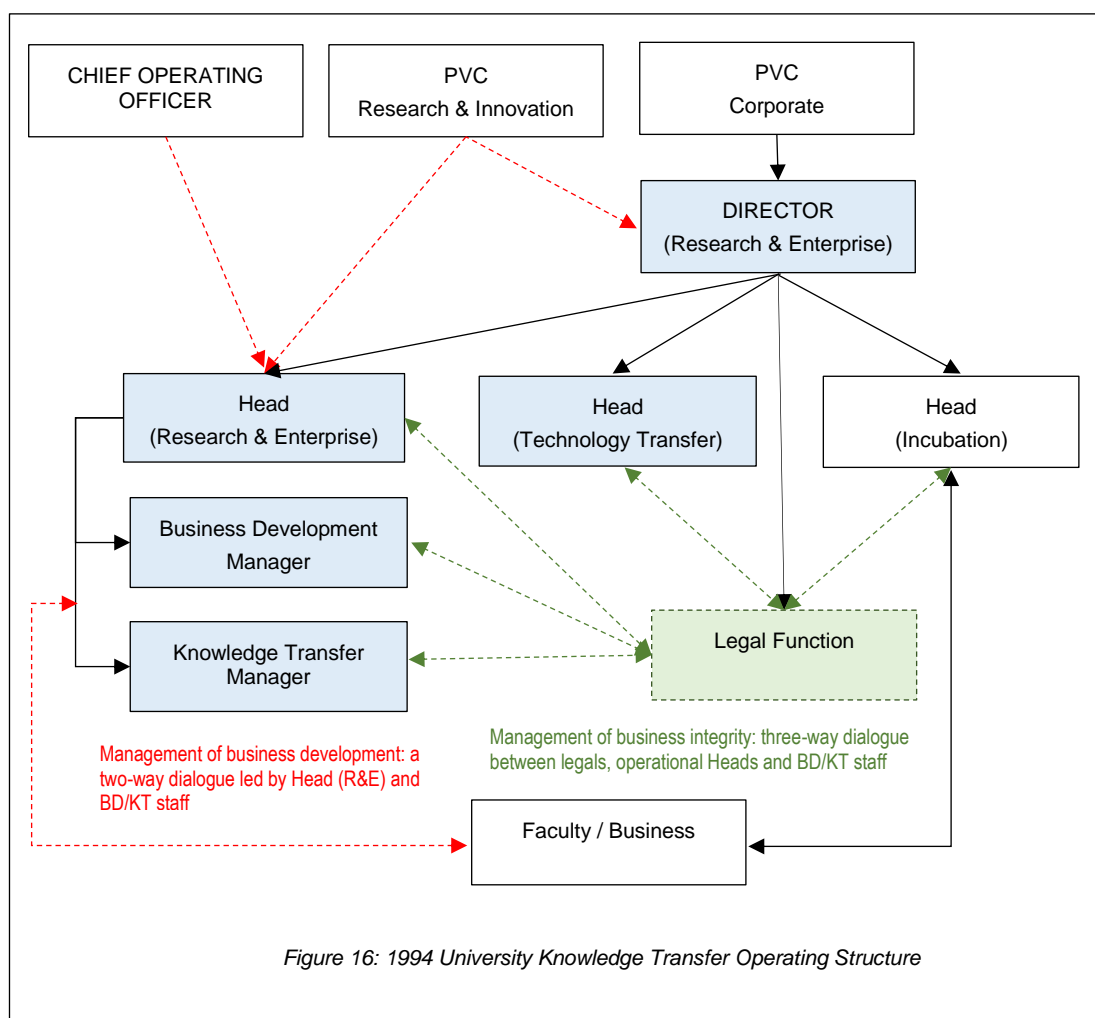 CHIEF OPERATING
OFFICER
PVC
Research & Innovation
PVC
Corporate
DIRECTOR
(Research & Enterprise)
Head
(Research & Enterprise)
Head
(Technology Transfer)
Head
(Incubation)
Business Development
Manager
Knowledge Transfer
Manager
Legal Function
Management of business development: a
two-way dialogue led by Head (R&E) and
BD/KT staff
Management of business integrity: three-way dialogue
between legals, operational Heads and BD/KT staff
Faculty / Business
Figure 16: 1994 University Knowledge Transfer Operating Structure